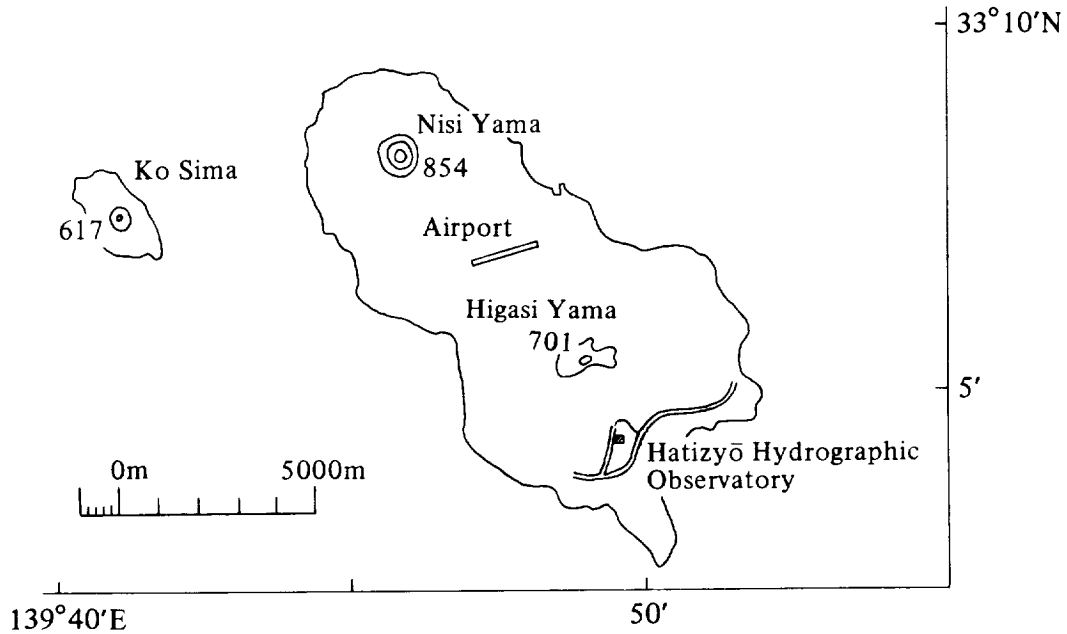 33°10′N
Nisi Yama
854
Ko Sima
617
Airport
Higasi Yama
701
5′
Hatizyō Hydrographic
Observatory
0m 5000m
139°40′E 50′